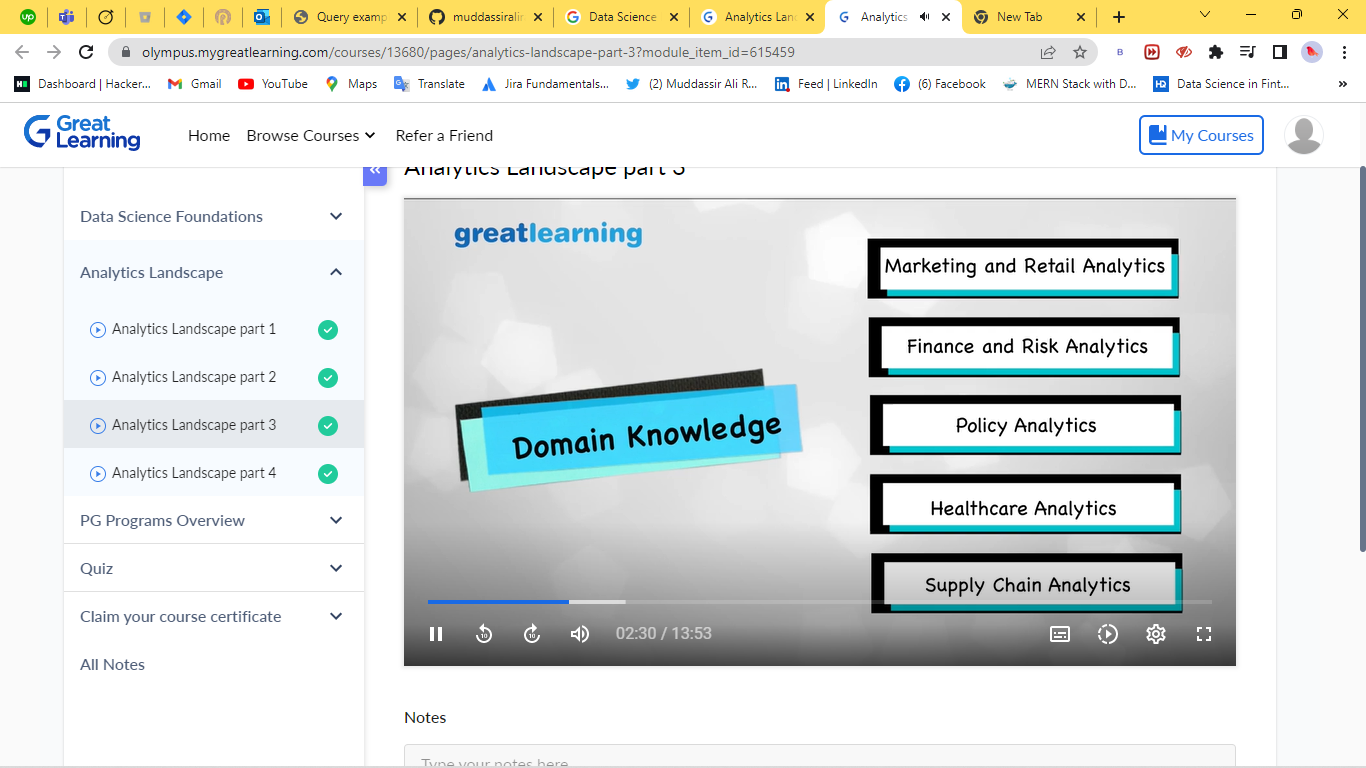 Query examp
muddassiralir
Data Science
Analytics Lan
Analytics
New Tab
olympus.mygreatlearning.com/courses/13680/pages/analytics-landscape-part-3?module_item_id=615459
Dashboard | Hacker...
Gmail
YouTube
Maps
Translate
Jira Fundamentals...
(2) Muddassir Ali R...
Feed | LinkedIn
(6) Facebook
MERN Stack with D...
Data Science in Fint...
»
Great Learning
Home
Browse Courses
Refer a Friend
My Courses
Analytics Landscape part 3
Data Science Foundations
Analytics Landscape
Analytics Landscape part 1
Analytics Landscape part 2
Analytics Landscape part 3
Analytics Landscape part 4
PG Programs Overview
Quiz
Claim your course certificate
All Notes
greatlearning
Domain Knowledge
Marketing and Retail Analytics
Finance and Risk Analytics
Policy Analytics
Healthcare Analytics
Supply Chain Analytics
10
10
02:30 / 13:53
Notes
Type your notes here